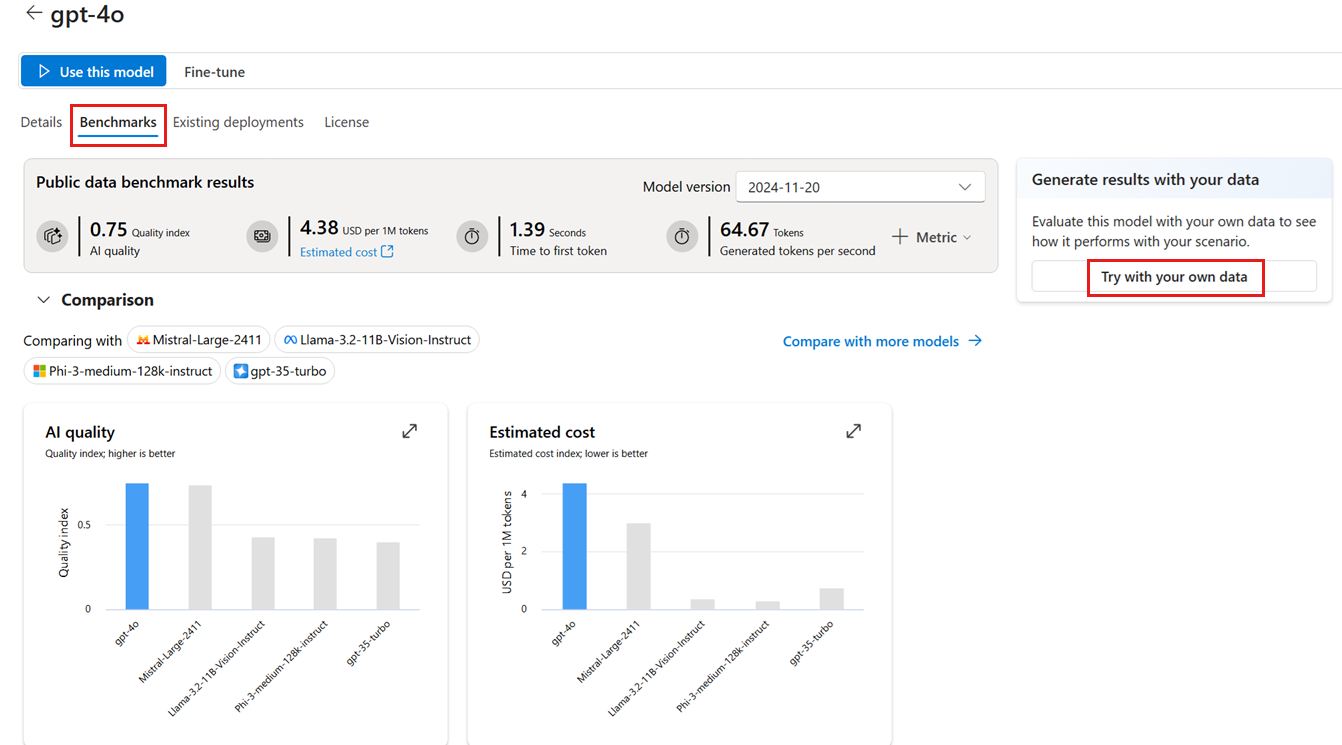 gpt-4o
Use this model Fine-tune
Details Benchmarks Existing deployments License
Public data benchmark results
Model version 2024-11-20
0.75 Quality index
AI quality
4.38 USD per 1M tokens
Estimated cost
1.39 Seconds
Time to first token
64.67 Tokens
Generated tokens per second
Metric
Generate results with your data
Evaluate this model with your own data to see
how it performs with your scenario.
Try with your own data
Comparison
Comparing with Mistral-Large-2411 Llama-3.2-11B-Vision-Instruct
Phi-3-medium-128k-instruct gpt-35-turbo
Compare with more models
AI quality
Quality index; higher is better
Quality index
0.5
0
gpt-4o
Mistral-Large-2411
Llama-3.2-11B-Vision-Instruct
Phi-3-medium-128k-instruct
gpt-35-turbo
Estimated cost
Estimated cost index; lower is better
USD per 1M tokens
4
2
0
gpt-4o
Mistral-Large-2411
Llama-3.2-11B-Vision-Instruct
Phi-3-medium-128k-instruct
gpt-35-turbo